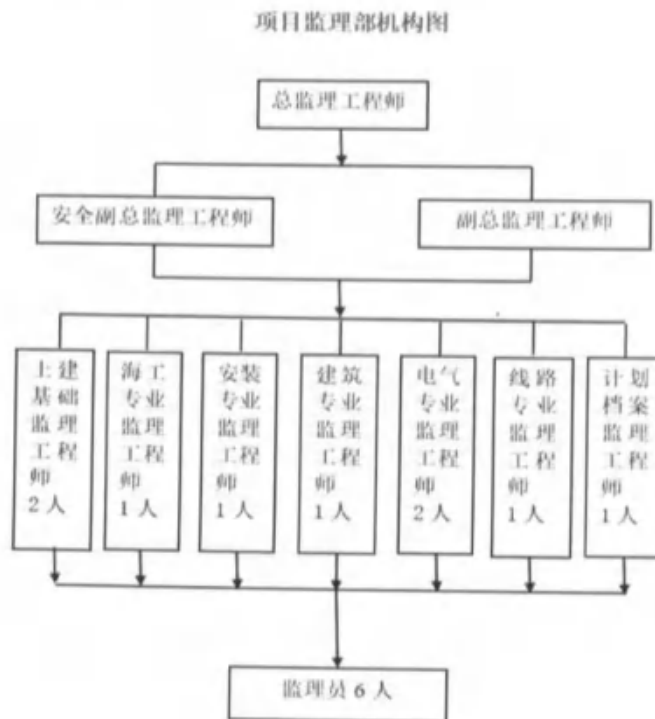 项目监理部机构图
总监理工程师
安全副总监理工程师
副总监理工程师
土建
基础
监理
工程
师
2人
海工
专业
监理
工程
师
1人
安装
专业
监理
工程
师
1人
建筑
专业
监理
工程
师
1人
电气
专业
监理
工程
师
2人
线路
专业
监理
工程
师
1人
计划
档案
监理
工程
师
1人
监理员6人